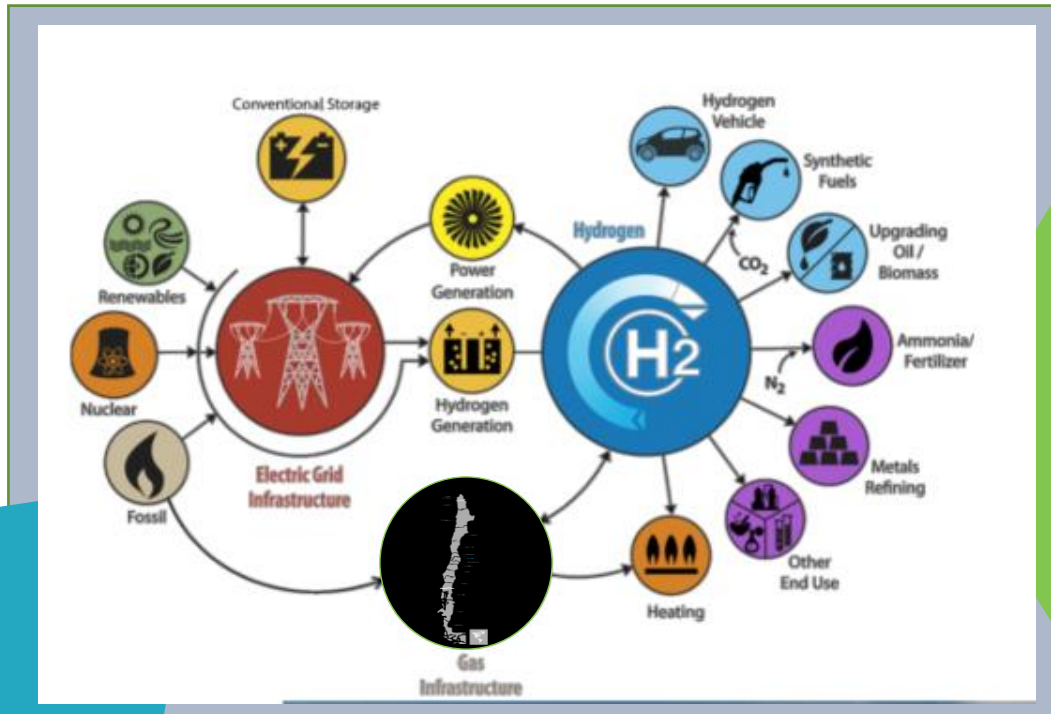 Conventional Storage
Hydrogen
Vehicle
Synthetic
Fuels
Hydrogen
Upgrading
Oil /
Biomass
CO2
Renewables
Power
Generation
H2
Ammonia/
Fertilizer
N2
Nuclear
Hydrogen
Generation
Electric Grid
Infrastructure
Metals
Refining
Fossil
Other
End Use
Heating
Gas
Infrastructure